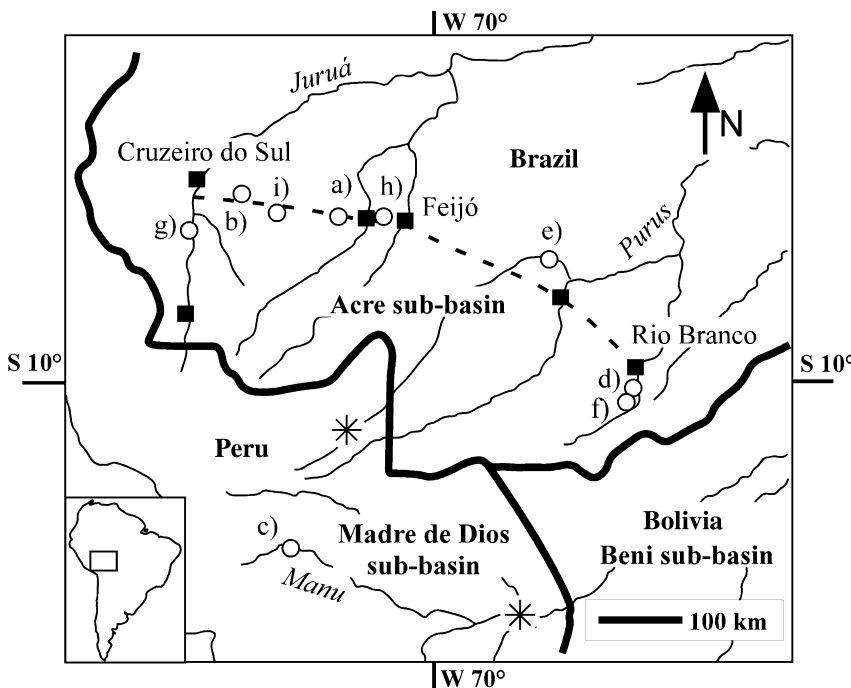 W 70°
Juruá
N
Cruzeiro do Sul
Brazil
i)
a)
h)
b)
Feijó
g)
e)
Purus
Acre sub-basin
Rio Branco
S 10°
S 10°
d)
f)
Peru
c)
Madre de Dios
sub-basin
Bolivia
Beni sub-basin
Manu
100 km
W 70°